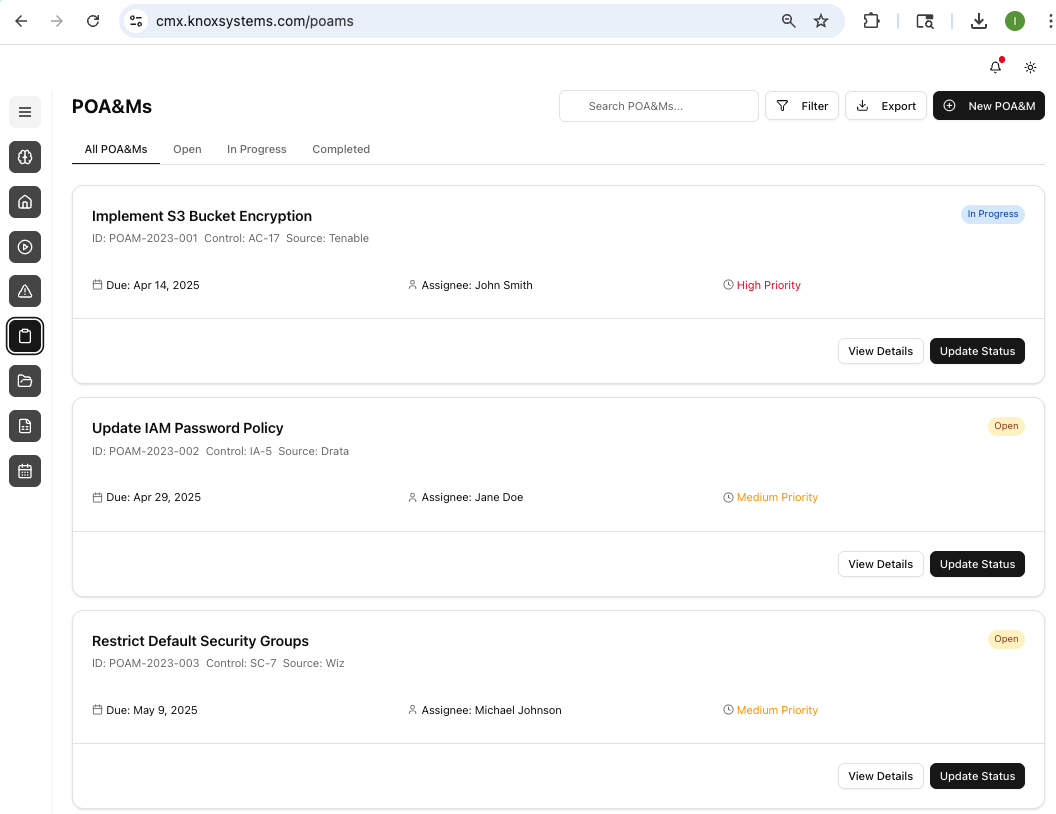 cmx.knoxsystems.com/poams
I
POA&Ms
Search POA&Ms...
Filter
Export
New POA&M
All POA&Ms
Open
In Progress
Completed
Implement S3 Bucket Encryption
In Progress
ID: POAM-2023-001 Control: AC-17 Source: Tenable
Due: Apr 14, 2025
Assignee: John Smith
High Priority
View Details
Update Status
Update IAM Password Policy
Open
ID: POAM-2023-002 Control: IA-5 Source: Drata
Due: Apr 29, 2025
Assignee: Jane Doe
Medium Priority
View Details
Update Status
Restrict Default Security Groups
Open
ID: POAM-2023-003 Control: SC-7 Source: Wiz
Due: May 9, 2025
Assignee: Michael Johnson
Medium Priority
View Details
Update Status